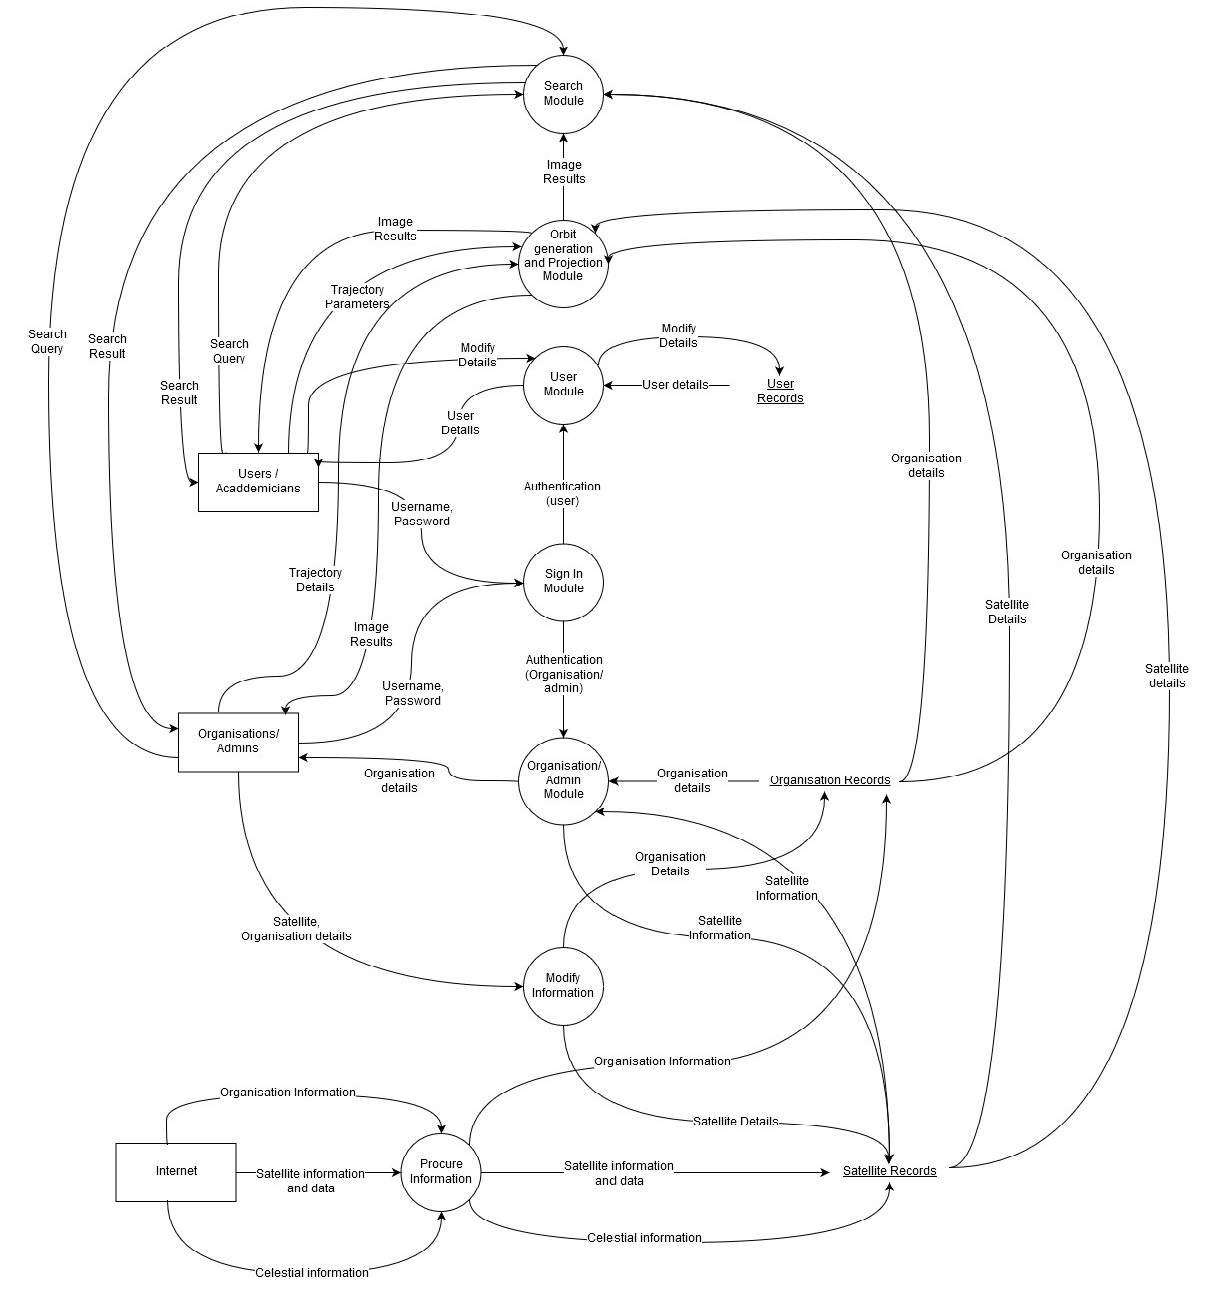 Search
Module
Image
Results
Image
Results
Orbit
generation
and Projection
Module
Trajectory
Parameters
Search
Query
Search
Result
Search
Query
Search
Result
Modify
Details
Modify
Details
User
Module
User details
User
Records
User
Details
Users /
Acaddemicians
Organisation
details
Authentication
(user)
Username,
Password
Organisation
details
Sign In
Module
Trajectory
Details
Satellite
Details
Image
Results
Authentication
(Organisation/
admin)
Satellite
details
Username,
Password
Organisations/
Admins
Organisation
details
Organisation/
Admin
Module
Organisation
details
Organisation Records
Organisation
Details
Satellite
Information
Satellite,
Organisation details
Satellite
Information
Modify
Information
Organisation Information
Organisation Information
Satellite Details
Internet
Satellite information
and data
Procure
Information
Satellite information
and data
Satellite Records
Celestial information
Celestial information